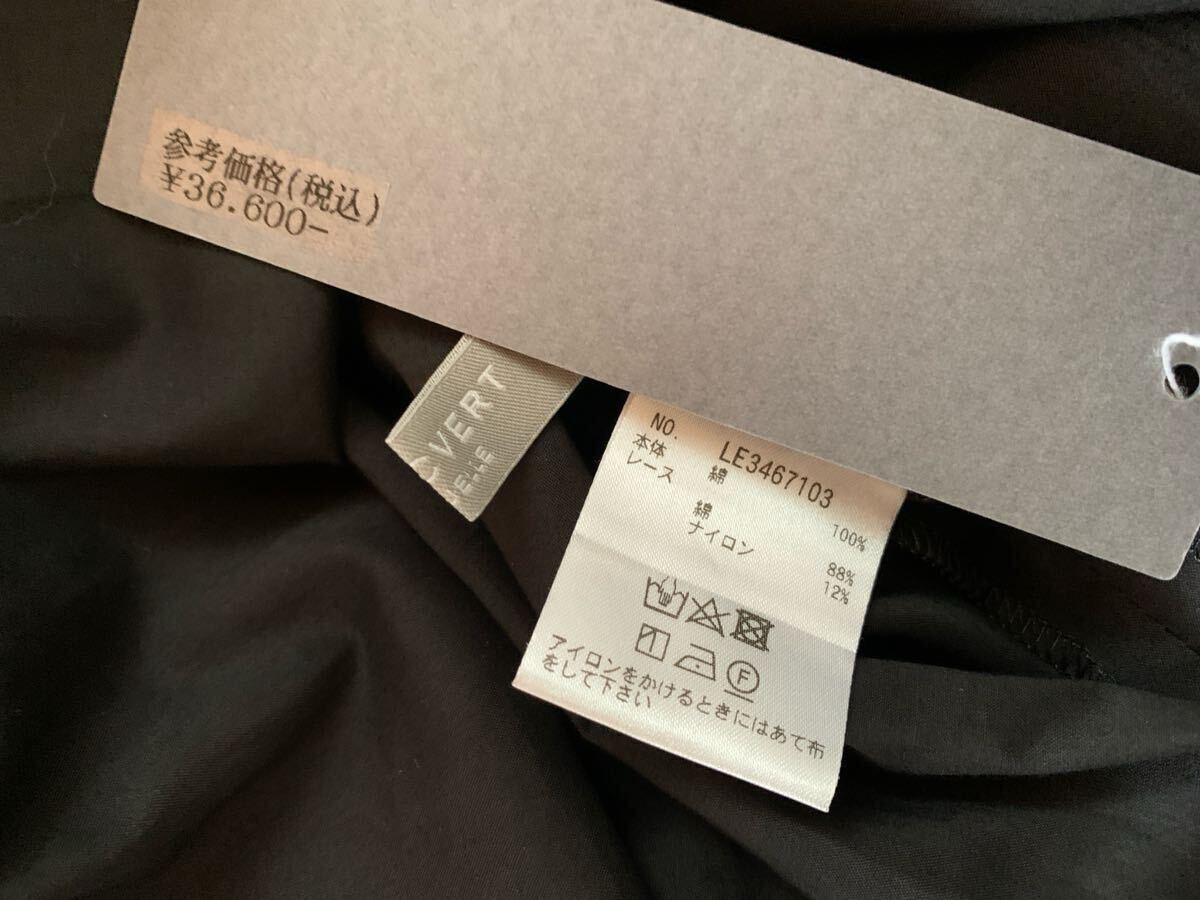 参考価格(税込)
¥36.600-
VERT
NO. LE3467103
本体 綿 100%
レース 綿 88%
ナイロン 12%
F
アイロンをかけるときにはあて布
をして下さい